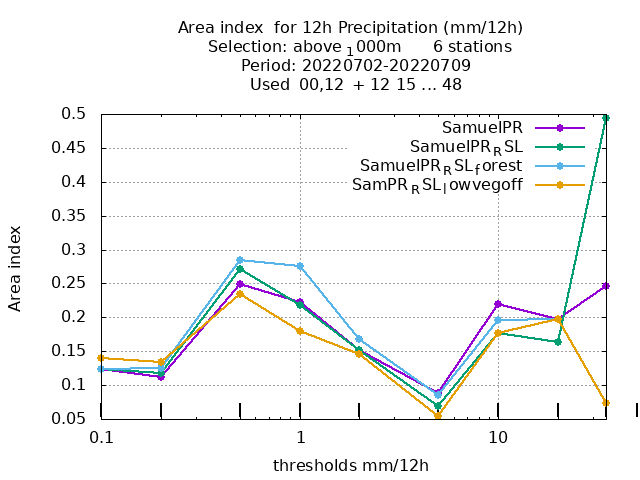 Area index  for 12h Precipitation (mm/12h)
Selection: above ₁000m      6 stations
Period: 20220702-20220709
Used  00,12  + 12 15 ... 48
SamuelPR
SamuelPR_RSL
SamuelPR_RSL_forest
SamPR_RSL_lowvegoff
0.5
0.45
0.4
0.35
0.3
0.25
0.2
0.15
0.1
0.05
Area index
0.1 1 10
thresholds mm/12h